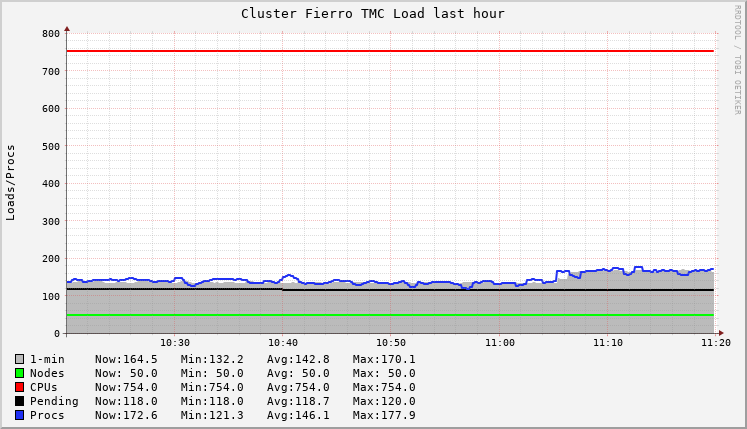 Cluster Fierro TMC Load last hour
RRDTOOL / TOBI OETIKER
Loads/Procs
800
700
600
500
400
300
200
100
0
10:30 10:40 10:50 11:00 11:10 11:20
1-min Now:164.5 Min:132.2 Avg:142.8 Max:170.1
Nodes Now: 50.0 Min: 50.0 Avg: 50.0 Max: 50.0
CPUs Now:754.0 Min:754.0 Avg:754.0 Max:754.0
Pending Now:118.0 Min:118.0 Avg:118.7 Max:120.0
Procs Now:172.6 Min:121.3 Avg:146.1 Max:177.9